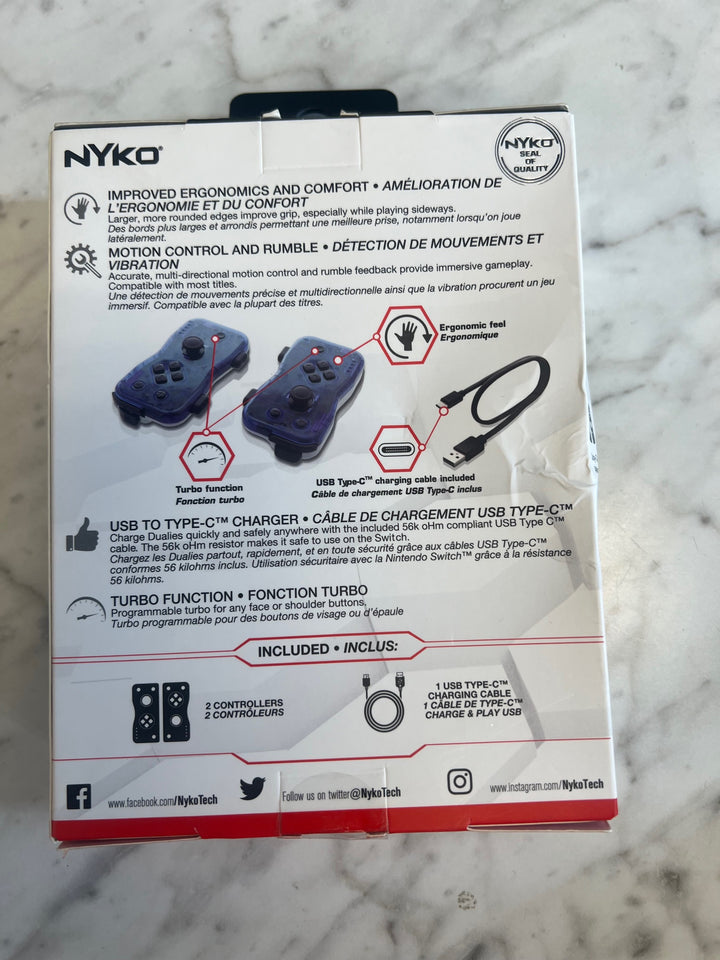 NYKO®
NYKO
SEAL
OF
QUALITY
IMPROVED ERGONOMICS AND COMFORT • AMÉLIORATION DE
L'ERGONOMIE ET DU CONFORT
Larger, more rounded edges improve grip, especially while playing sideways.
Des bords plus larges et arrondis permettant une meilleure prise, notamment lorsqu'on joue
latéralement.
MOTION CONTROL AND RUMBLE • DÉTECTION DE MOUVEMENTS ET
VIBRATION
Accurate, multi-directional motion control and rumble feedback provide immersive gameplay.
Compatible with most titles.
Une détection de mouvements précise et multidirectionnelle ainsi que la vibration procurent un jeu
immersif. Compatible avec la plupart des titres.
Ergonomic feel
Ergonomique
Turbo function
Fonction turbo
USB Type-C™ charging cable included
Câble de chargement USB Type-C inclus
USB TO TYPE-C™ CHARGER • CÂBLE DE CHARGEMENT USB TYPE-C™
Charge Dualies quickly and safely anywhere with the included 56k oHm compliant USB Type C™
cable. The 56k oHm resistor makes it safe to use on the Switch.
Chargez les Dualies partout, rapidement, et en toute sécurité grâce aux câbles USB Type-C™
conformes 56 kilohms inclus. Utilisation sécuritaire avec la Nintendo Switch™ grâce à la résistance
56 kilohms.
TURBO FUNCTION • FONCTION TURBO
Programmable turbo for any face or shoulder buttons,
Turbo programmable pour des boutons de visage ou d'épaule
INCLUDED • INCLUS:
2 CONTROLLERS
2 CONTRÔLEURS
1 USB TYPE-C™
CHARGING CABLE
1 CÂBLE DE TYPE-C™
CHARGE & PLAY USB
www.facebook.com/NykoTech
Follow us on twitter@NykoTech
www.instagram.com/NykoTech